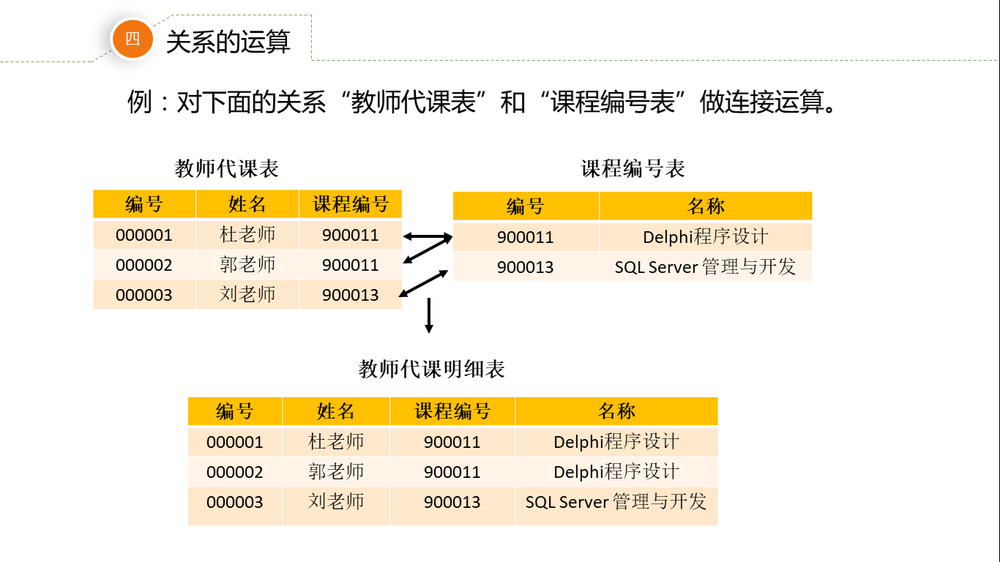 四
关系的运算
例：对下面的关系“教师代课表”和“课程编号表”做连接运算。
教师代课表
编号 姓名 课程编号
000001 杜老师 900011
000002 郭老师 900011
000003 刘老师 900013
课程编号表
编号 名称
900011 Delphi程序设计
900013 SQL Server 管理与开发
教师代课明细表
编号 姓名 课程编号 名称
000001 杜老师 900011 Delphi程序设计
000002 郭老师 900011 Delphi程序设计
000003 刘老师 900013 SQL Server 管理与开发